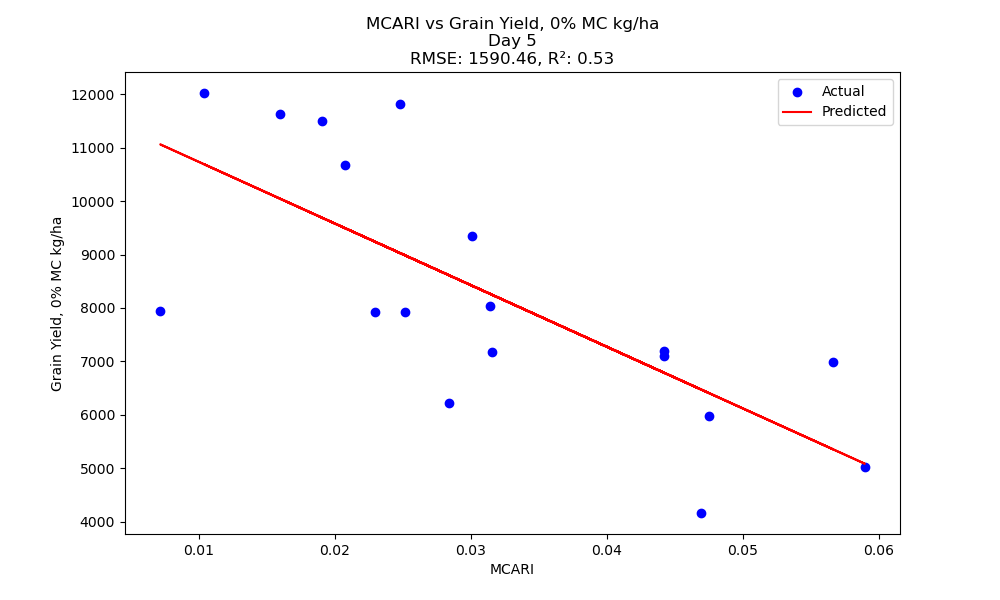 MCARI vs Grain Yield, 0% MC kg/ha
Day 5
RMSE: 1590.46, R²: 0.53
Actual
Predicted
12000
11000
10000
9000
8000
7000
6000
5000
4000
Grain Yield, 0% MC kg/ha
0.01 0.02 0.03 0.04 0.05 0.06
MCARI